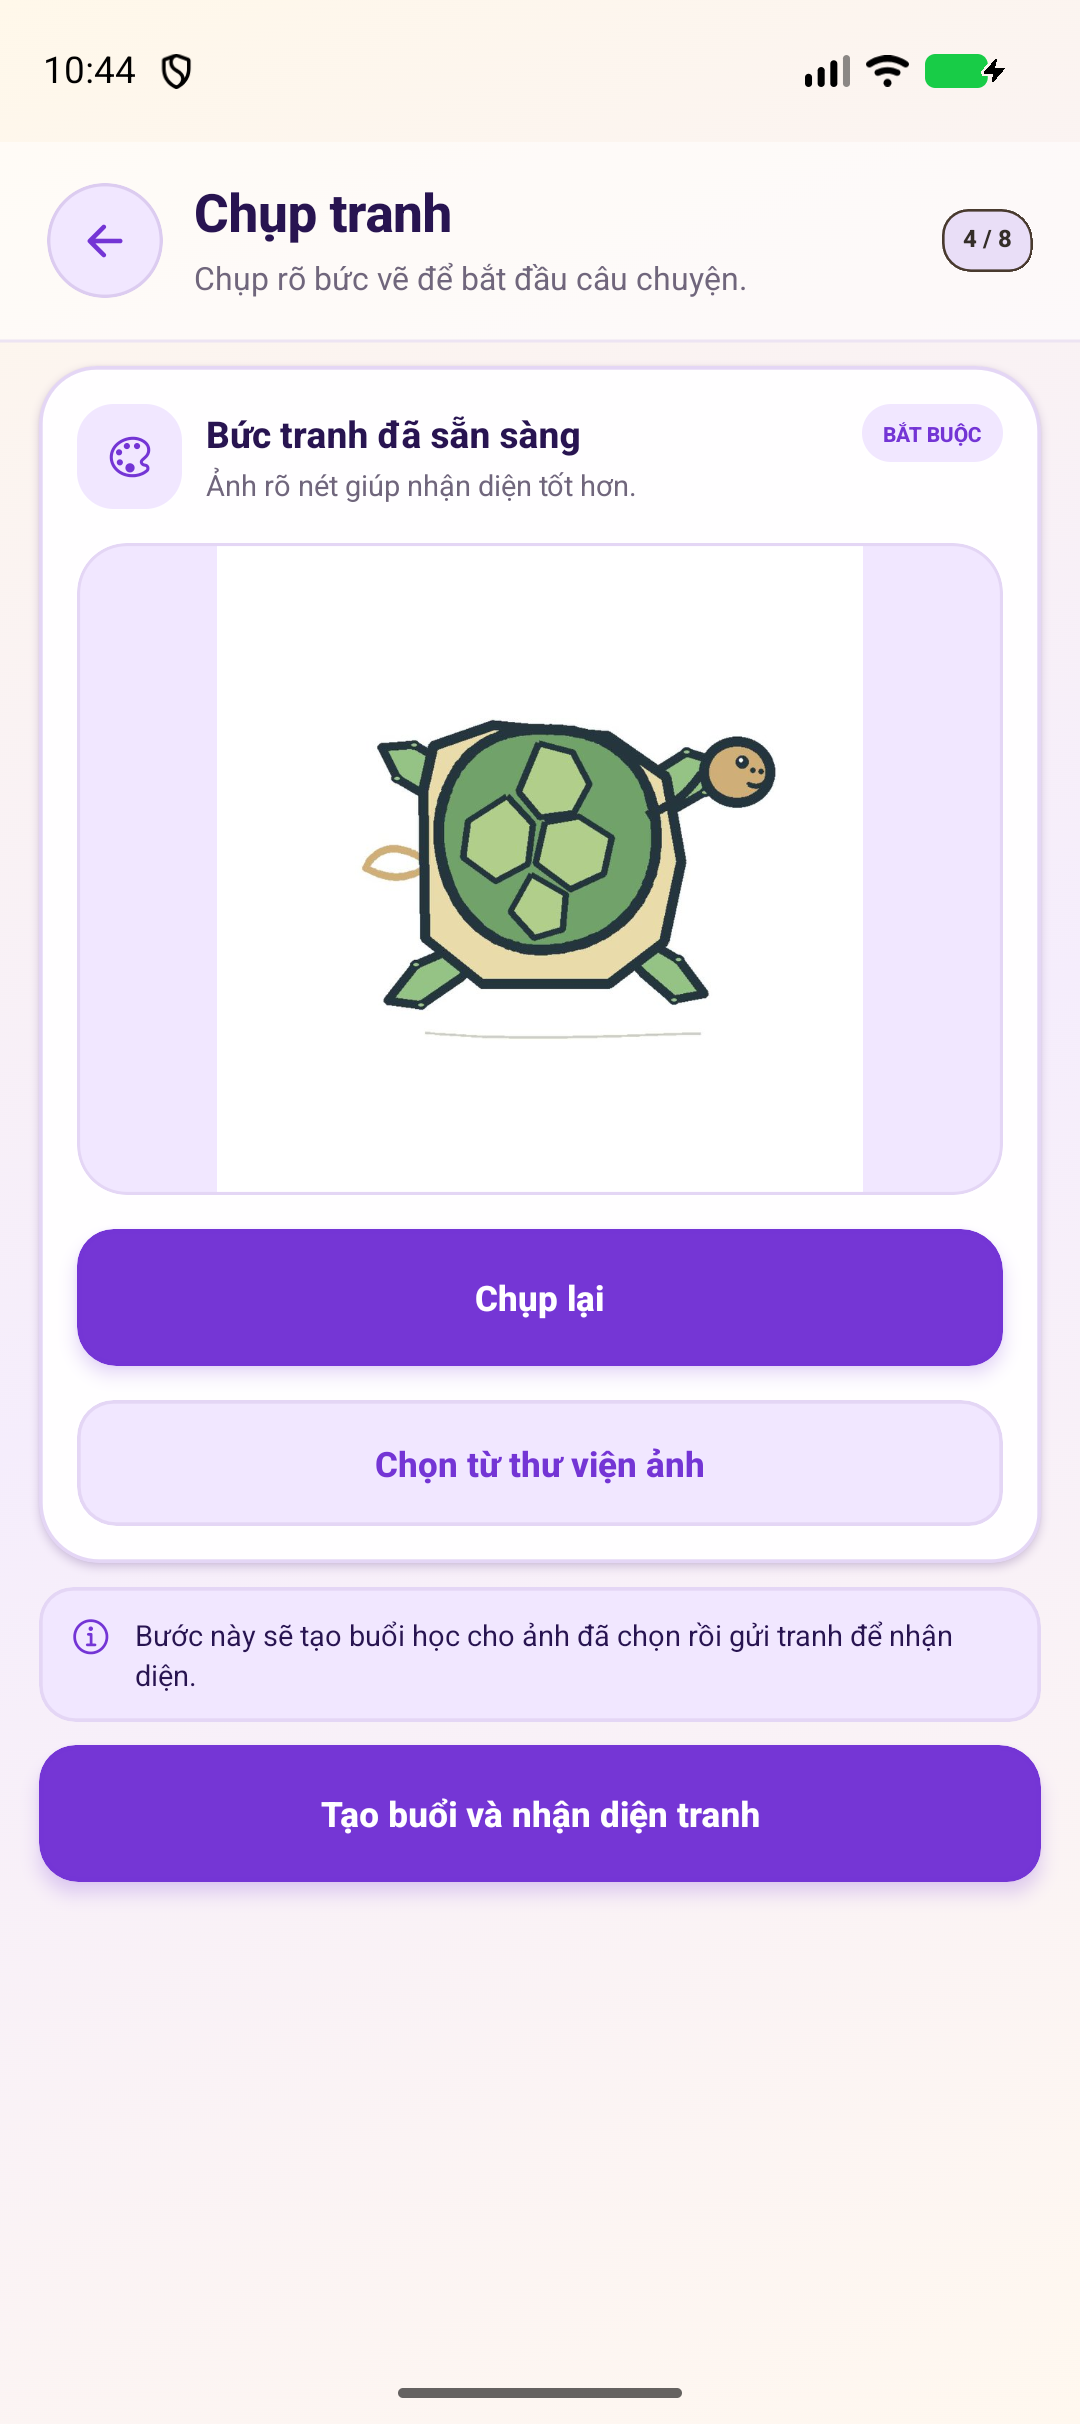 10:44
Chụp tranh
Chụp rõ bức vẽ để bắt đầu câu chuyện.
4 / 8
Bức tranh đã sẵn sàng
BẮT BUỘC
Ảnh rõ nét giúp nhận diện tốt hơn.
Chụp lại
Chọn từ thư viện ảnh
Bước này sẽ tạo buổi học cho ảnh đã chọn rồi gửi tranh để nhận
diện.
Tạo buổi và nhận diện tranh